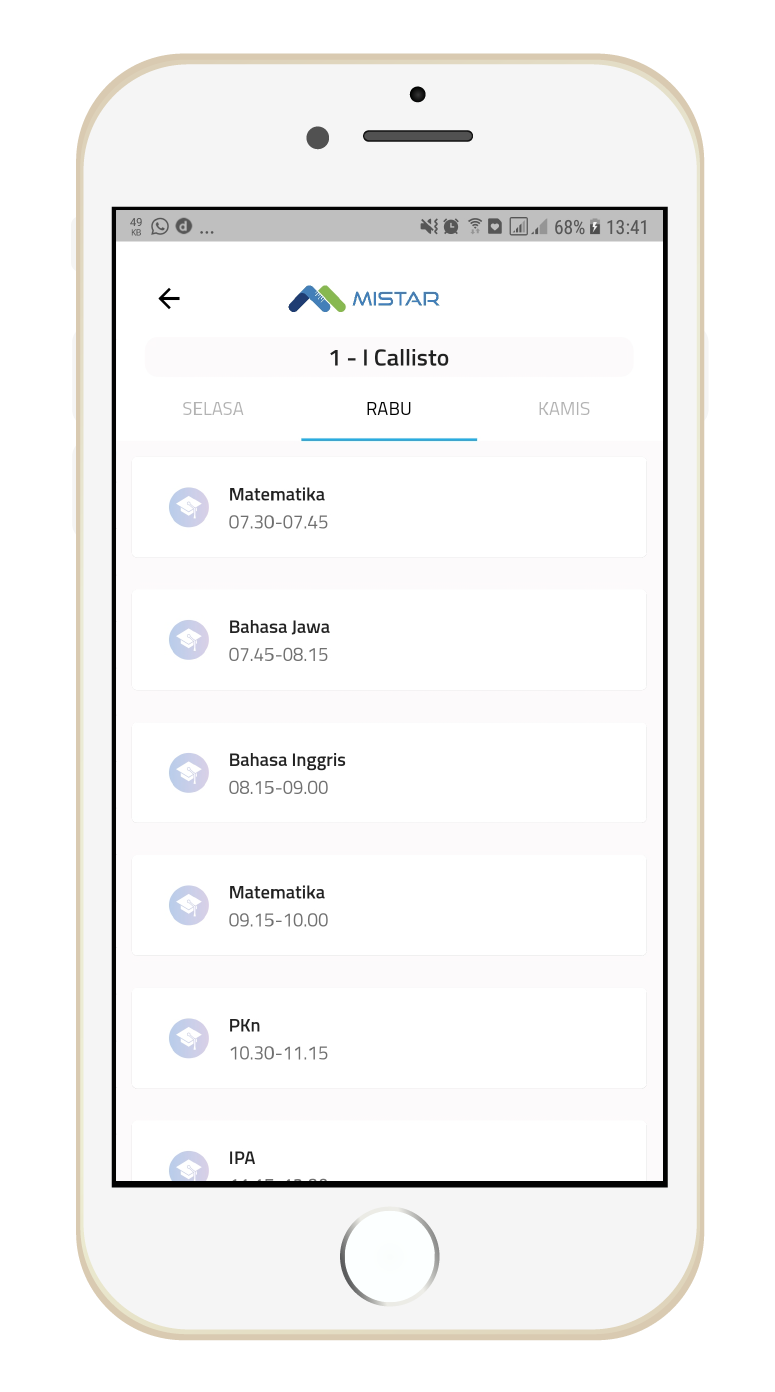 49
KB
... 68% 13:41
MISTAR
1 - I Callisto
SELASA RABU KAMIS
Matematika
07.30-07.45
Bahasa Jawa
07.45-08.15
Bahasa Inggris
08.15-09.00
Matematika
09.15-10.00
PKn
10.30-11.15
IPA